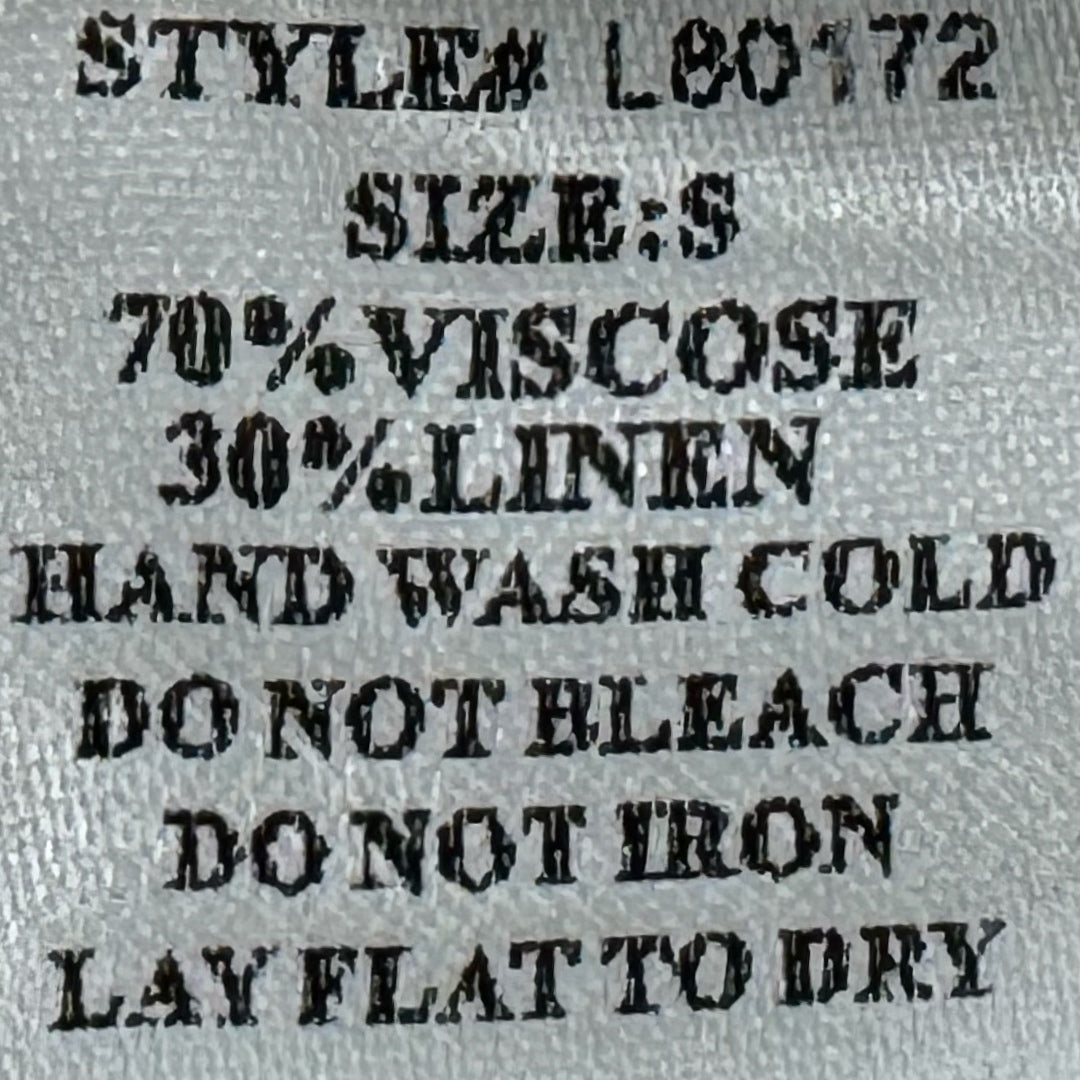 STYLE# L80172
SIZE:S
70%VISCOSE
30%LINEN
HAND WASH COLD
DO NOT BLEACH
DO NOT IRON
LAY FLAT TO DRY